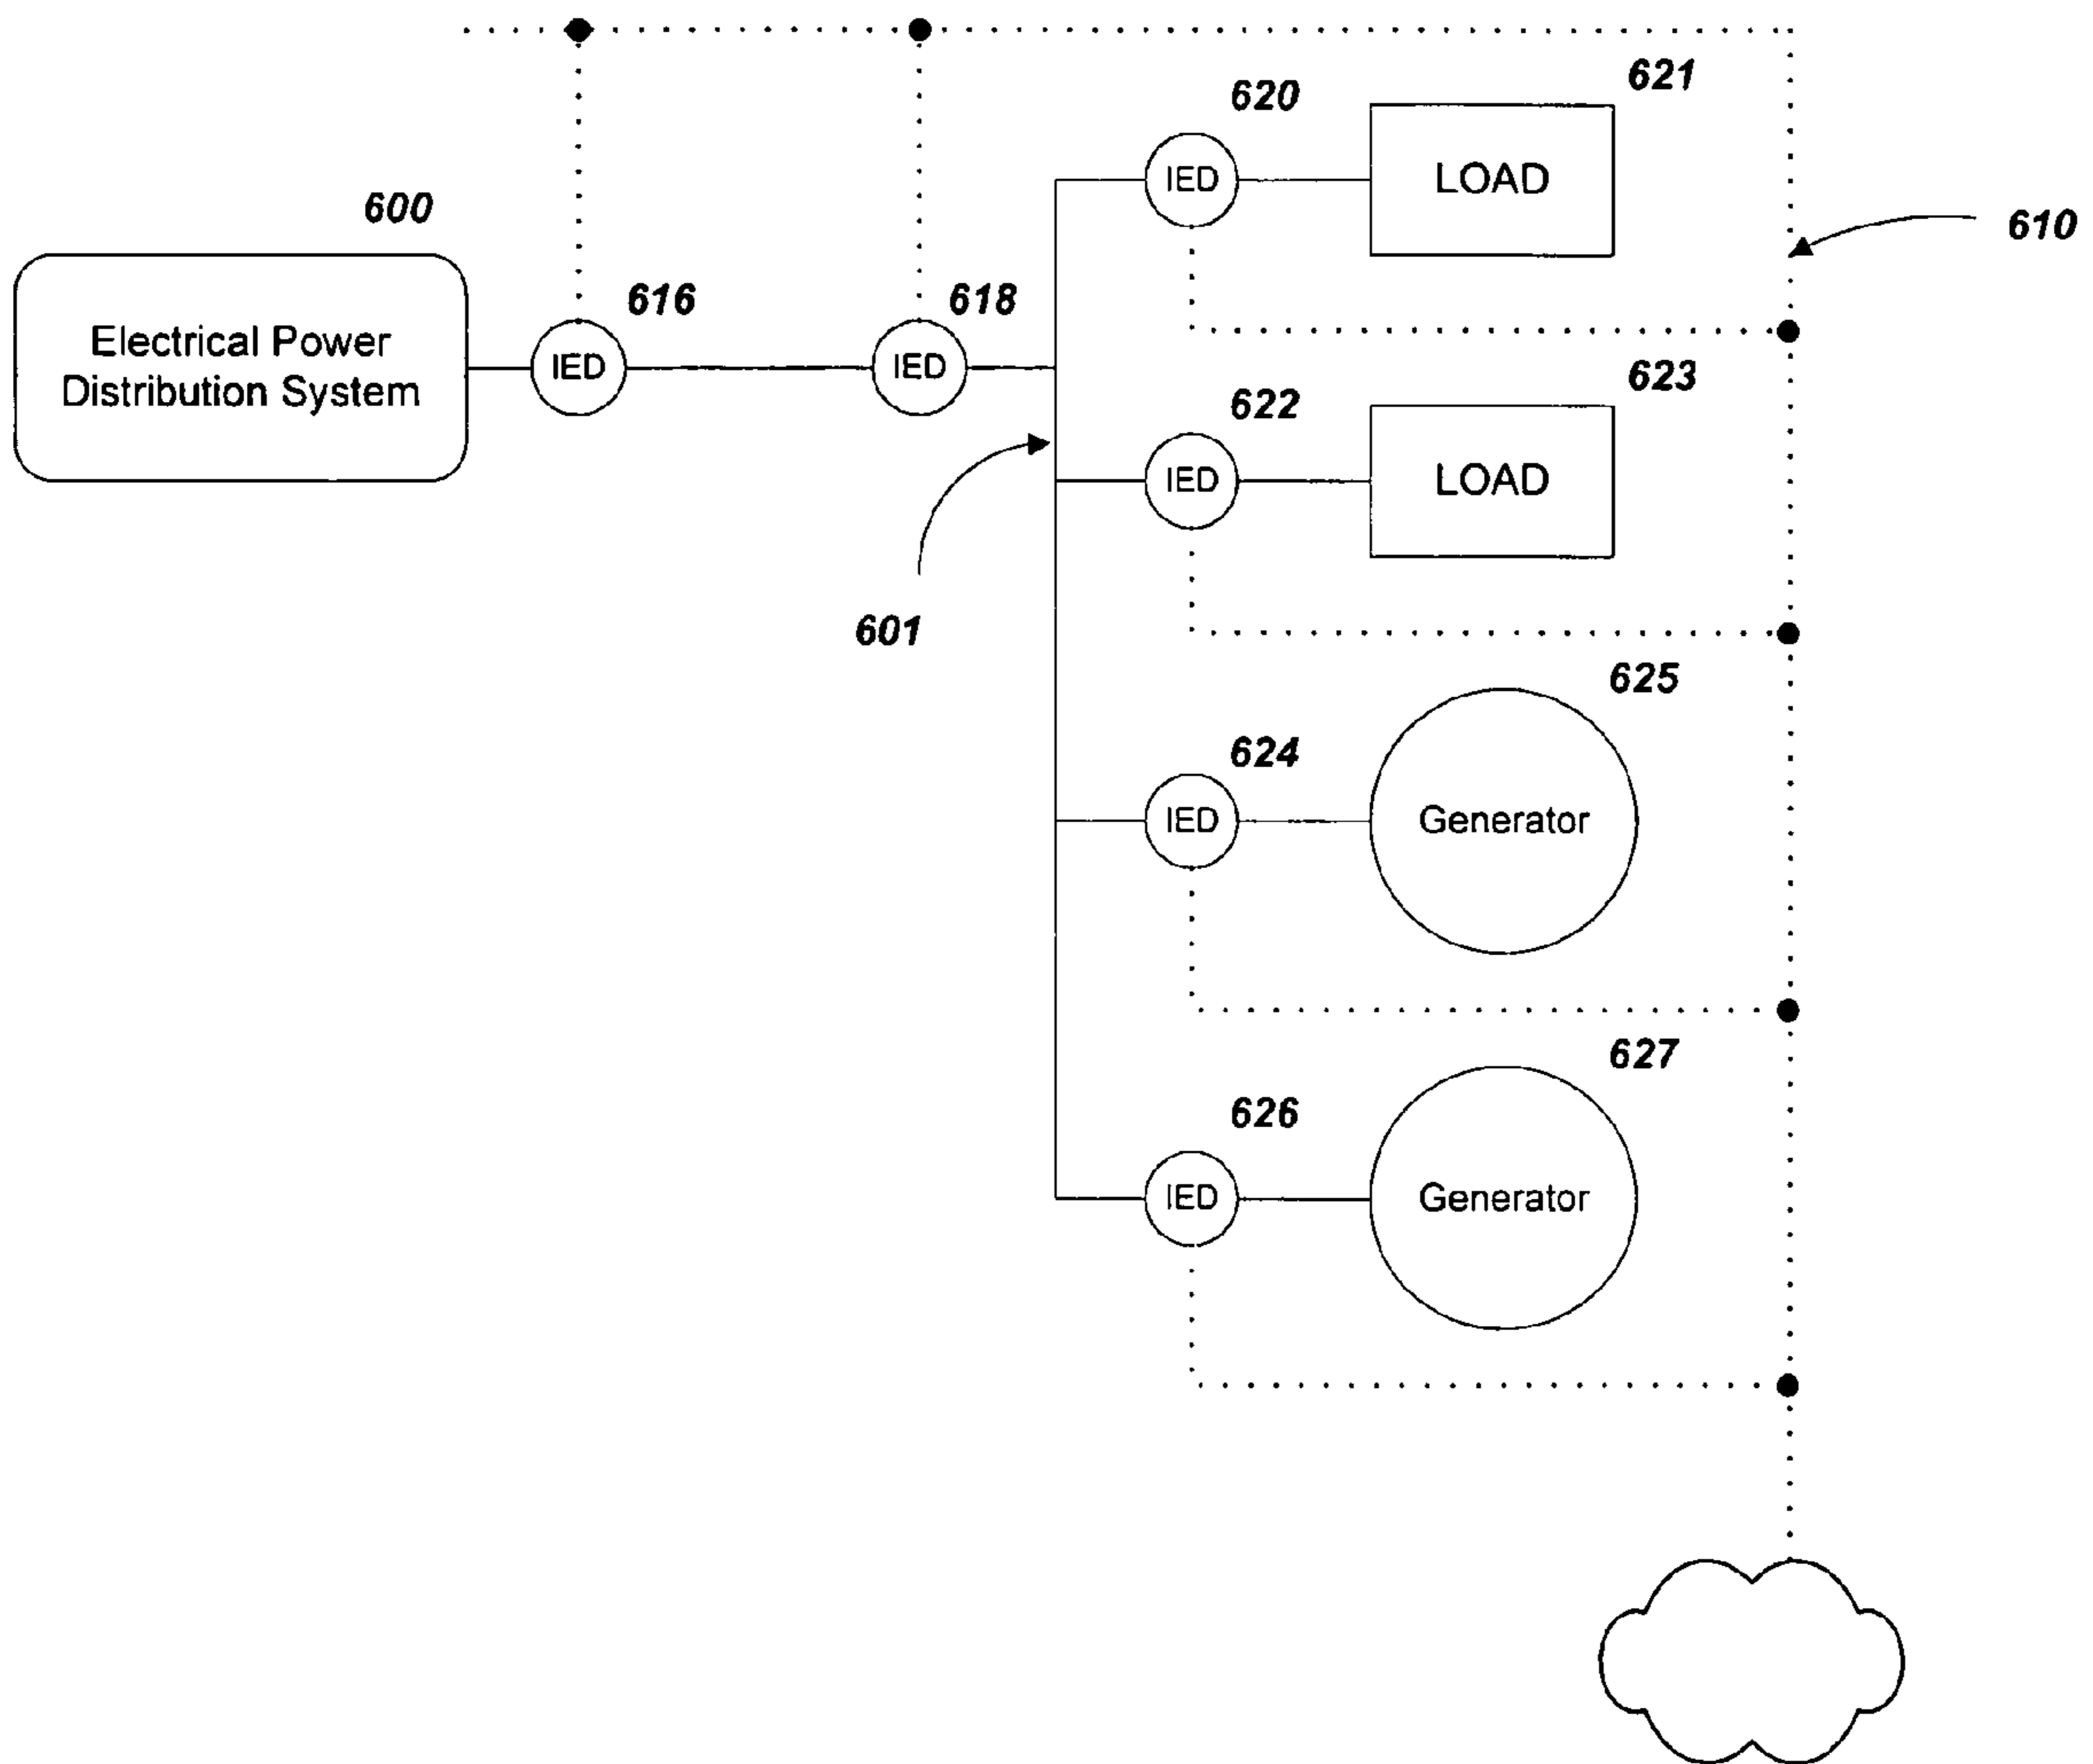 621
620
IED
LOAD
600
610
616
618
Electrical Power
Distribution System
IED
IED
623
622
IED
LOAD
601
625
624
IED
Generator
627
626
IED
Generator